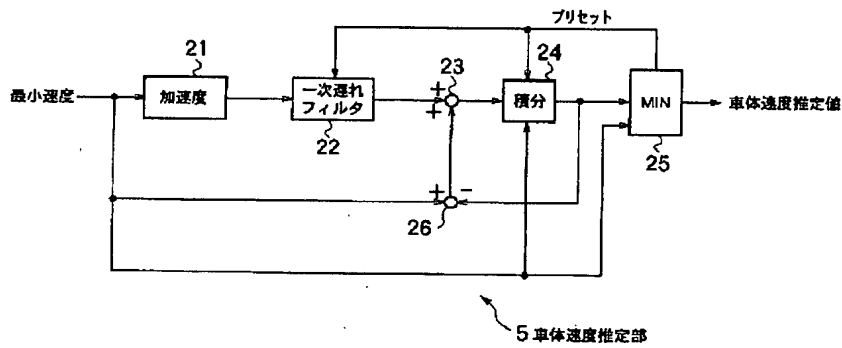 プリセット
21
23
24
最小速度
加速度
一次遅れ
フィルタ
積分
MIN
車体速度推定値
+
+
22
25
+
−
26
5 車体速度推定部